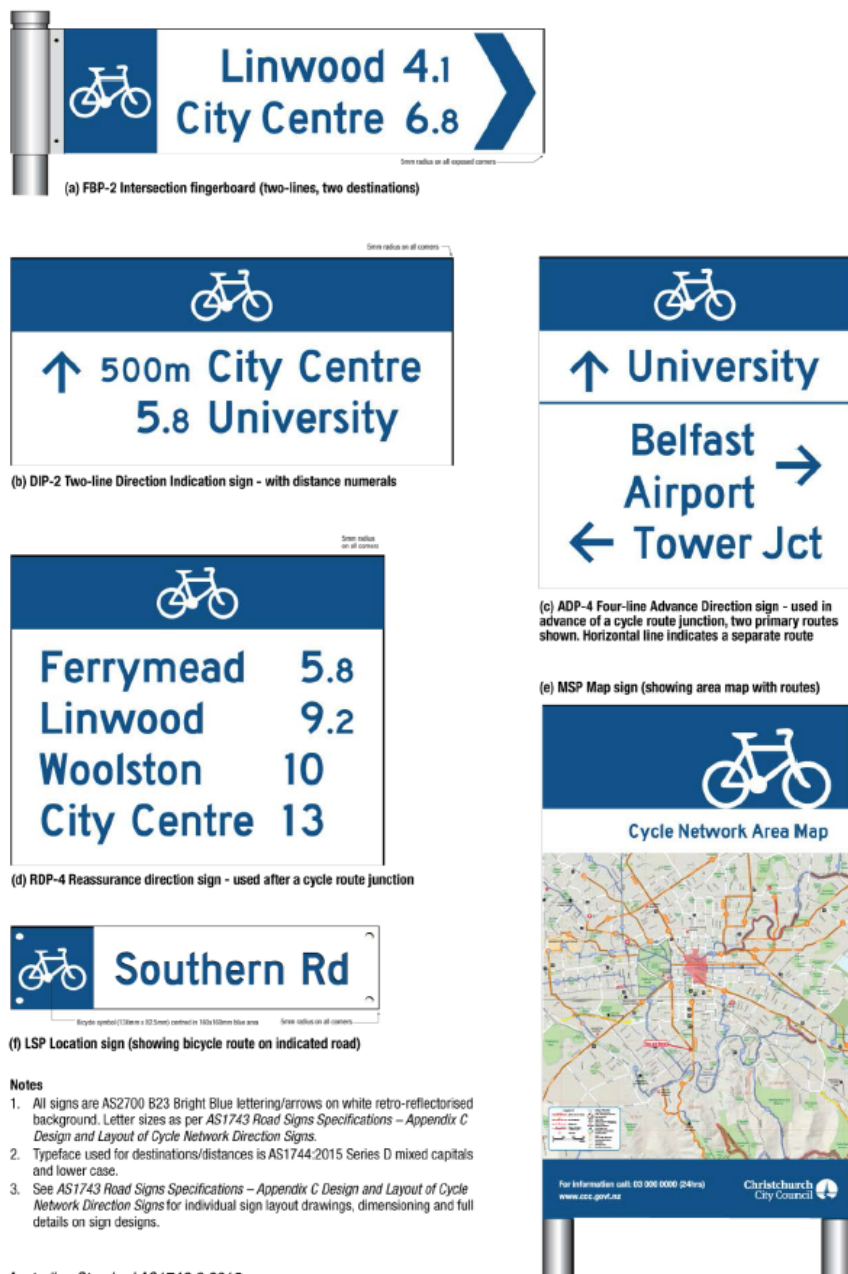 Linwood 4.1
City Centre 6.8
5mm radius on all exposed corners
(a) FBP-2 Intersection fingerboard (two-lines, two destinations)
5mm radius on all corners
500m City Centre
5.8 University
(b) DIP-2 Two-line Direction Indication sign - with distance numerals
University
Belfast
Airport
Tower Jct
(c) ADP-4 Four-line Advance Direction sign - used in
advance of a cycle route junction, two primary routes
shown. Horizontal line indicates a separate route
5mm radius
on all corners
Ferrymead 5.8
Linwood 9.2
Woolston 10
City Centre 13
(d) RDP-4 Reassurance direction sign - used after a cycle route junction
(e) MSP Map sign (showing area map with routes)
Cycle Network Area Map
For information call: 03 000 0000 (24hrs)
www.ccc.govt.nz
Christchurch
City Council
Southern Rd
Bicycle symbol (130mm x 82.5mm) centred in 160x160mm blue area
5mm radius on all corners
(f) LSP Location sign (showing bicycle route on indicated road)
Notes
1. All signs are AS2700 B23 Bright Blue lettering/arrows on white retro-reflectorised
background. Letter sizes as per AS1743 Road Signs Specifications – Appendix C
Design and Layout of Cycle Network Direction Signs.
2. Typeface used for destinations/distances is AS1744:2015 Series D mixed capitals
and lower case.
3. See AS1743 Road Signs Specifications – Appendix C Design and Layout of Cycle
Network Direction Signs for individual sign layout drawings, dimensioning and full
details on sign designs.